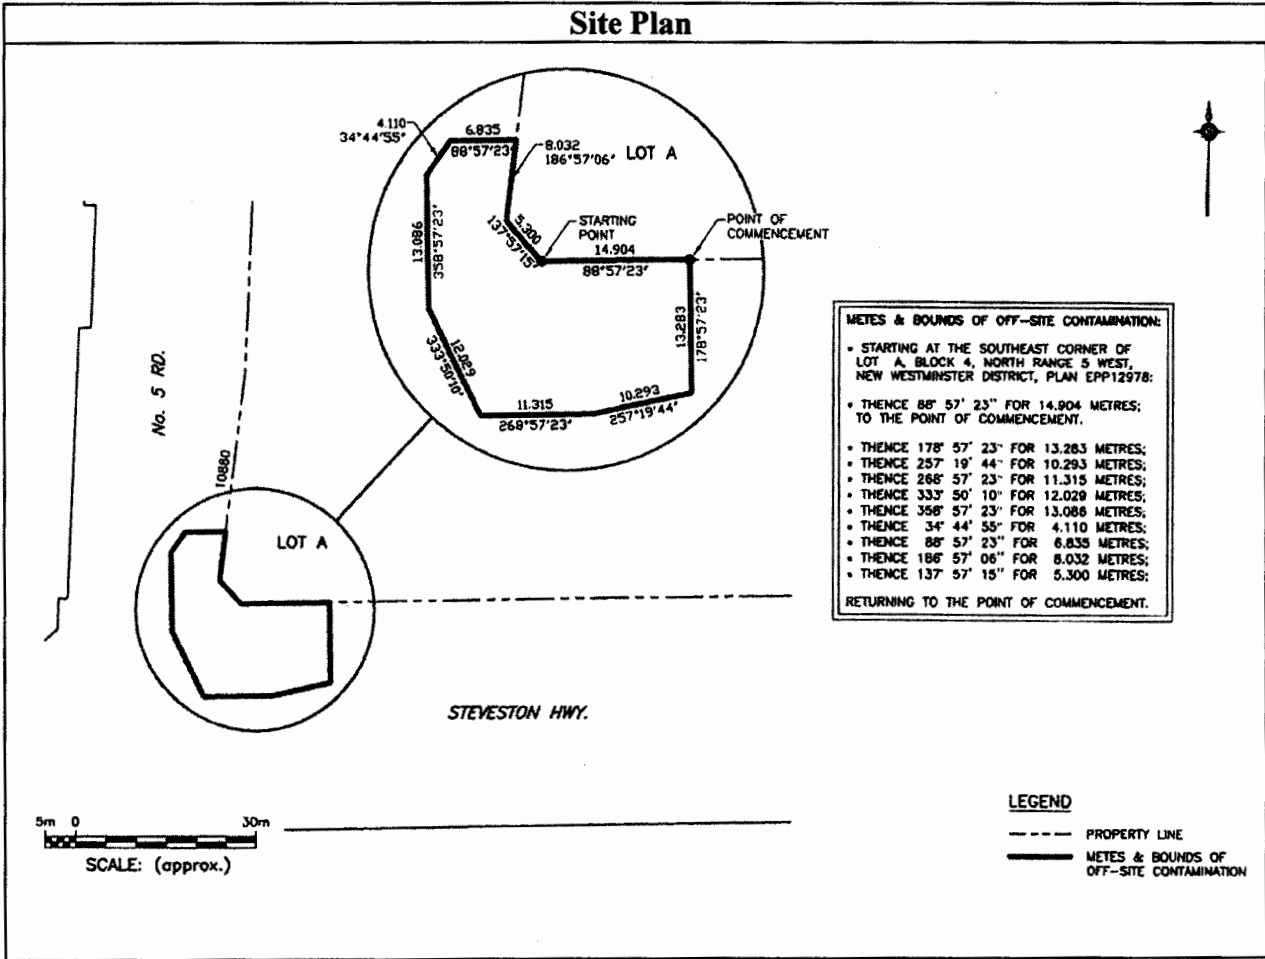 Site Plan
4.110
34°44'55"
6.835
88°57'23"
8.032
186°57'06"
LOT A
13.086
358°57'23"
5.300
137°57'15"
STARTING
POINT
POINT OF
COMMENCEMENT
14.904
88°57'23"
13.283
178°57'23"
12.029
333°50'10"
11.315
268°57'23"
10.293
257°19'44"
No. 5 RD.
10880
LOT A
STEVESTON HWY.
METES & BOUNDS OF OFF-SITE CONTAMINATION:
• STARTING AT THE SOUTHEAST CORNER OF
LOT A, BLOCK 4, NORTH RANGE 5 WEST,
NEW WESTMINSTER DISTRICT, PLAN EPP12978:
• THENCE 88° 57' 23" FOR 14.904 METRES;
TO THE POINT OF COMMENCEMENT.
• THENCE 178° 57' 23" FOR 13.283 METRES;
• THENCE 257° 19' 44" FOR 10.293 METRES;
• THENCE 268° 57' 23" FOR 11.315 METRES;
• THENCE 333° 50' 10" FOR 12.029 METRES;
• THENCE 358° 57' 23" FOR 13.086 METRES;
• THENCE 34° 44' 55" FOR 4.110 METRES;
• THENCE 88° 57' 23" FOR 6.835 METRES;
• THENCE 186° 57' 06" FOR 8.032 METRES;
• THENCE 137° 57' 15" FOR 5.300 METRES;
RETURNING TO THE POINT OF COMMENCEMENT.
5m 0 30m
SCALE: (approx.)
LEGEND
PROPERTY LINE
METES & BOUNDS OF
OFF-SITE CONTAMINATION